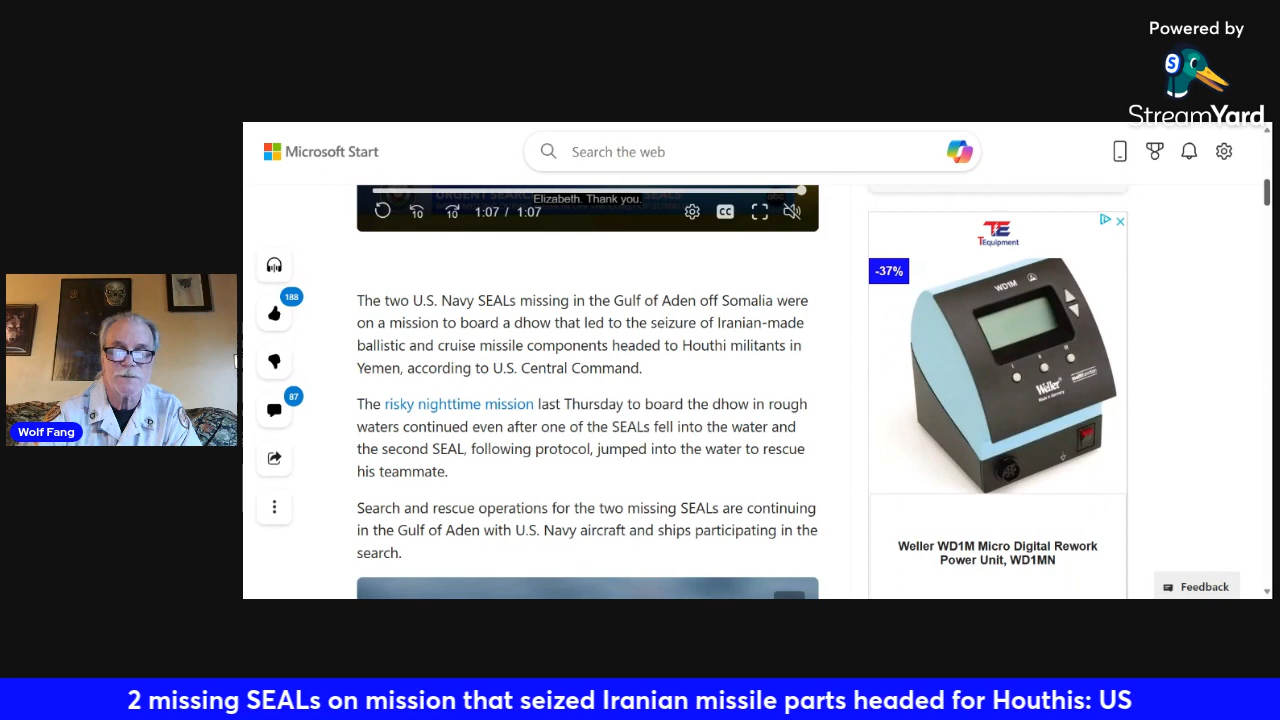 Powered by
StreamYard
Microsoft Start
Search the web
Elizabeth. Thank you.
10
10
1:07 / 1:07
CC
188
87
The two U.S. Navy SEALs missing in the Gulf of Aden off Somalia were
on a mission to board a dhow that led to the seizure of Iranian-made
ballistic and cruise missile components headed to Houthi militants in
Yemen, according to U.S. Central Command.
The risky nighttime mission last Thursday to board the dhow in rough
waters continued even after one of the SEALs fell into the water and
the second SEAL, following protocol, jumped into the water to rescue
his teammate.
Search and rescue operations for the two missing SEALs are continuing
in the Gulf of Aden with U.S. Navy aircraft and ships participating in the
search.
TE
TEquipment
-37%
WD1M
Weller
Weller WD1M Micro Digital Rework
Power Unit, WD1MN
Feedback
Wolf Fang
2 missing SEALs on mission that seized Iranian missile parts headed for Houthis: US